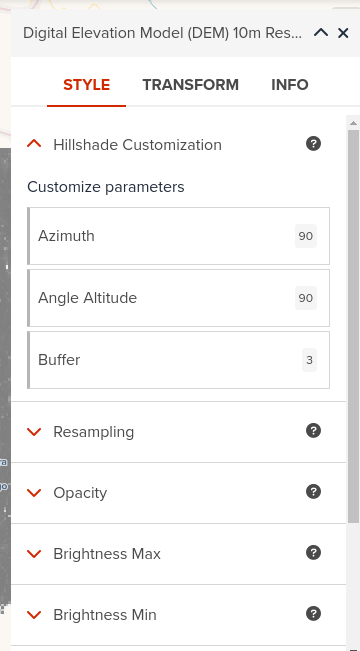 Digital Elevation Model (DEM) 10m Res...
STYLE TRANSFORM INFO
Hillshade Customization ?
Customize parameters
Azimuth 90
Angle Altitude 90
Buffer 3
Resampling ?
Opacity ?
Brightness Max ?
Brightness Min ?